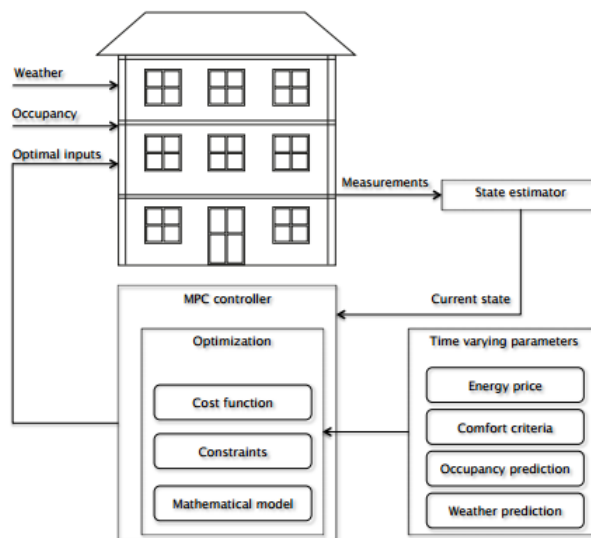 Weather
Occupancy
Optimal inputs
Measurements
State estimator
Current state
MPC controller
Optimization
Cost function
Constraints
Mathematical model
Time varying parameters
Energy price
Comfort criteria
Occupancy prediction
Weather prediction